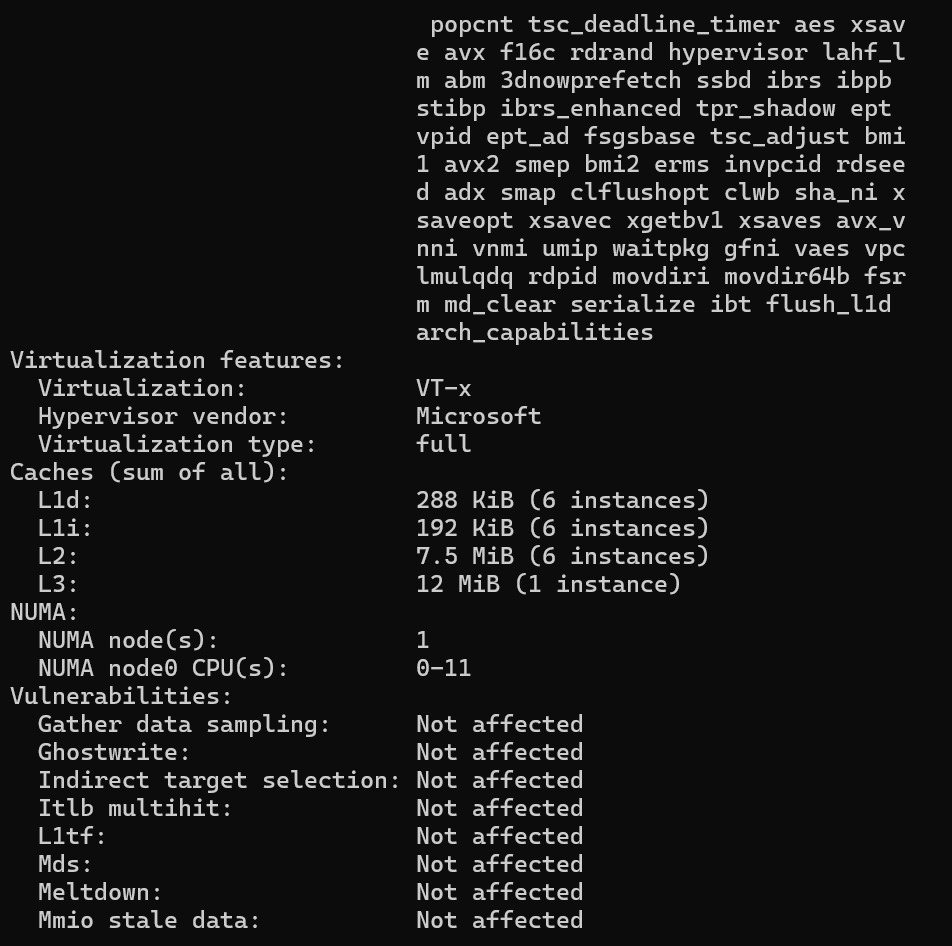 popcnt tsc_deadline_timer aes xsav
e avx f16c rdrand hypervisor lahf_l
m abm 3dnowprefetch ssbd ibrs ibpb
stibp ibrs_enhanced tpr_shadow ept
vpid ept_ad fsgsbase tsc_adjust bmi
1 avx2 smep bmi2 erms invpcid rdsee
d adx smap clflushopt clwb sha_ni x
saveopt xsavec xgetbv1 xsaves avx_v
nni vnmi umip waitpkg gfni vaes vpc
lmulqdq rdpid movdiri movdir64b fsr
m md_clear serialize ibt flush_l1d
arch_capabilities
Virtualization features:
Virtualization: VT-x
Hypervisor vendor: Microsoft
Virtualization type: full
Caches (sum of all):
L1d: 288 KiB (6 instances)
L1i: 192 KiB (6 instances)
L2: 7.5 MiB (6 instances)
L3: 12 MiB (1 instance)
NUMA:
NUMA node(s): 1
NUMA node0 CPU(s): 0-11
Vulnerabilities:
Gather data sampling: Not affected
Ghostwrite: Not affected
Indirect target selection: Not affected
Itlb multihit: Not affected
L1tf: Not affected
Mds: Not affected
Meltdown: Not affected
Mmio stale data: Not affected